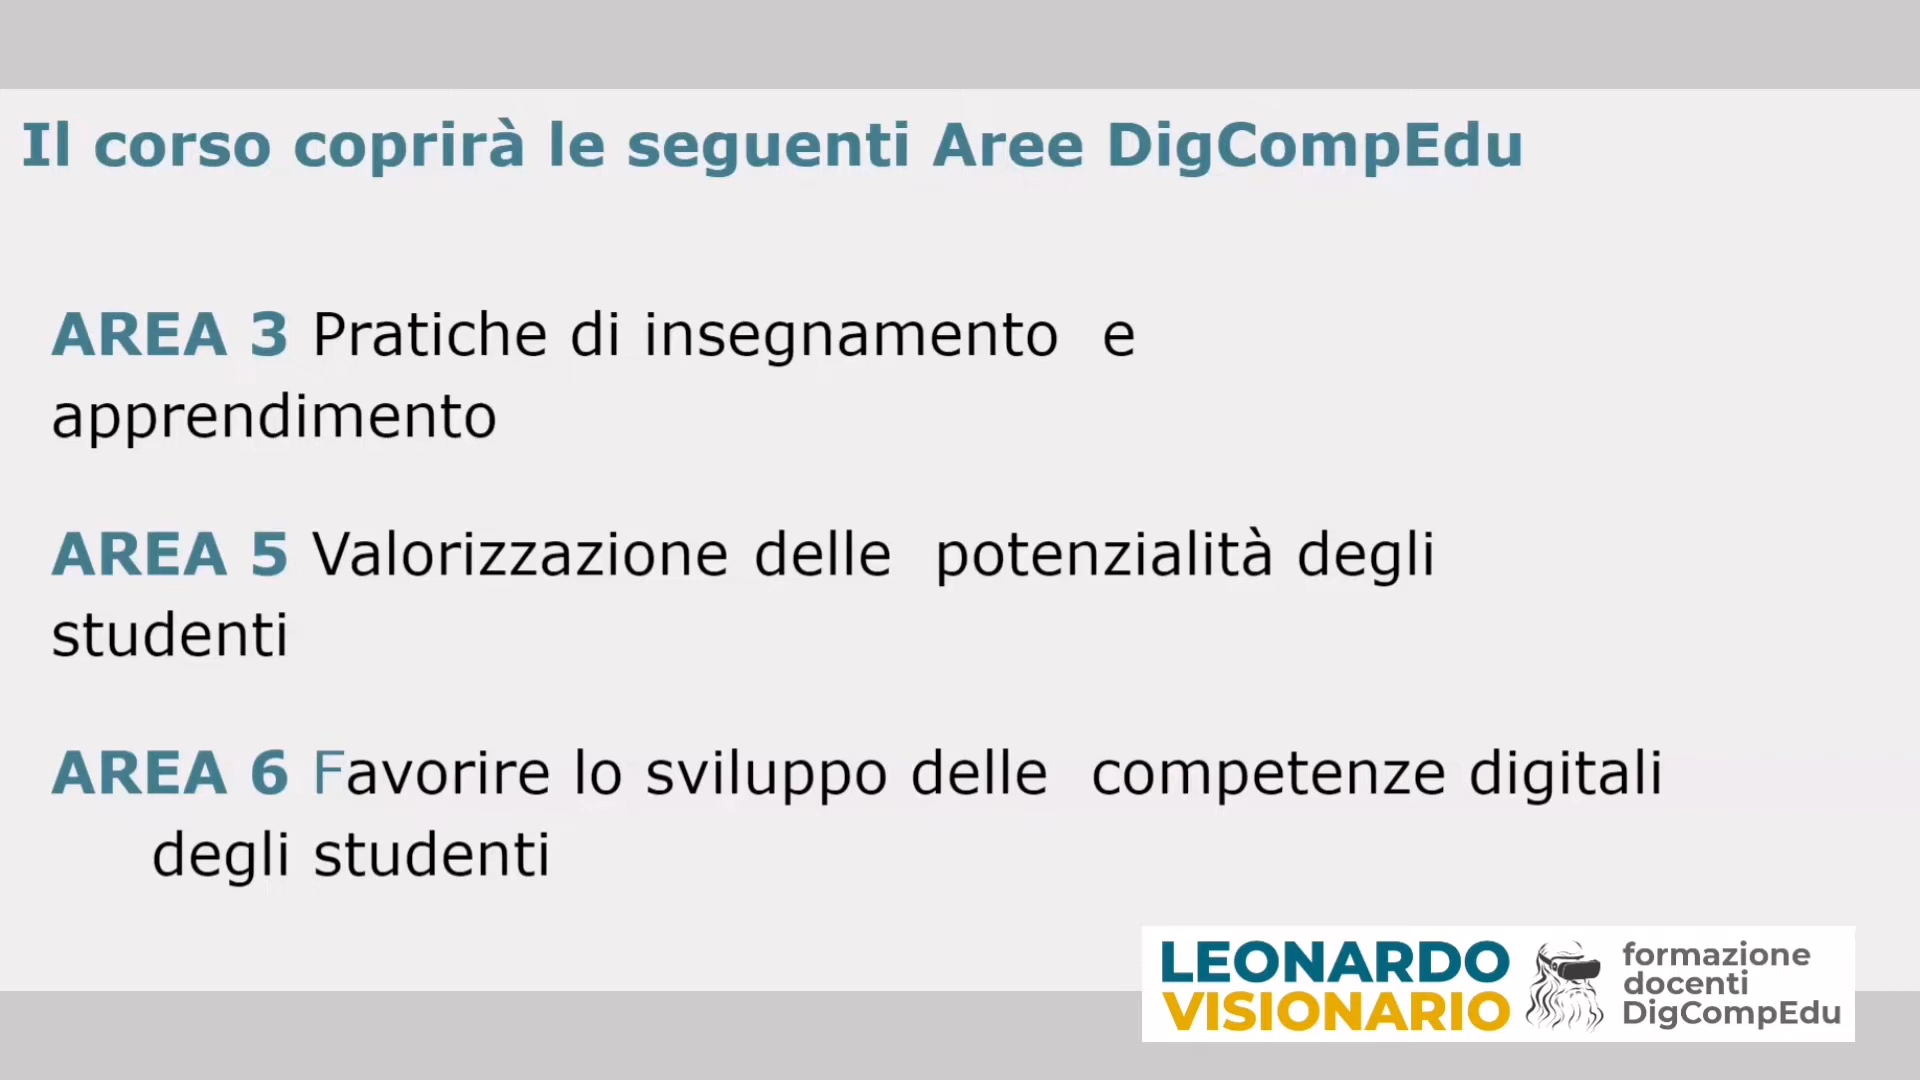 Il corso coprirà le seguenti Aree DigCompEdu
AREA 3 Pratiche di insegnamento e
apprendimento
AREA 5 Valorizzazione delle potenzialità degli
studenti
AREA 6 Favorire lo sviluppo delle competenze digitali
degli studenti
LEONARDO
VISIONARIO
formazione
docenti
DigCompEdu